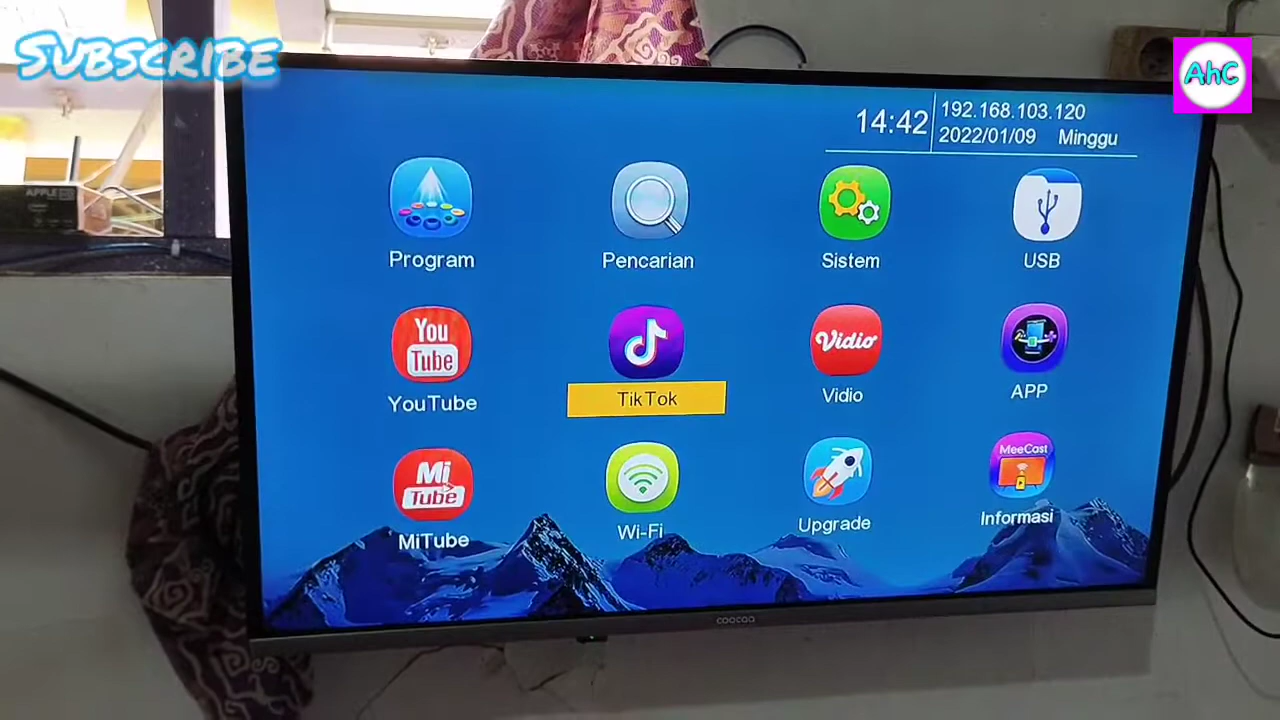 SUBSCRIBE
AhC
14:42
192.168.103.120
2022/01/09 Minggu
APPLE
Program
Pencarian
Sistem
USB
You
Tube
Vidio
YouTube
TikTok
Vidio
APP
Mi
Tube
MeeCast
MiTube
Wi-Fi
Upgrade
Informasi
coocaa